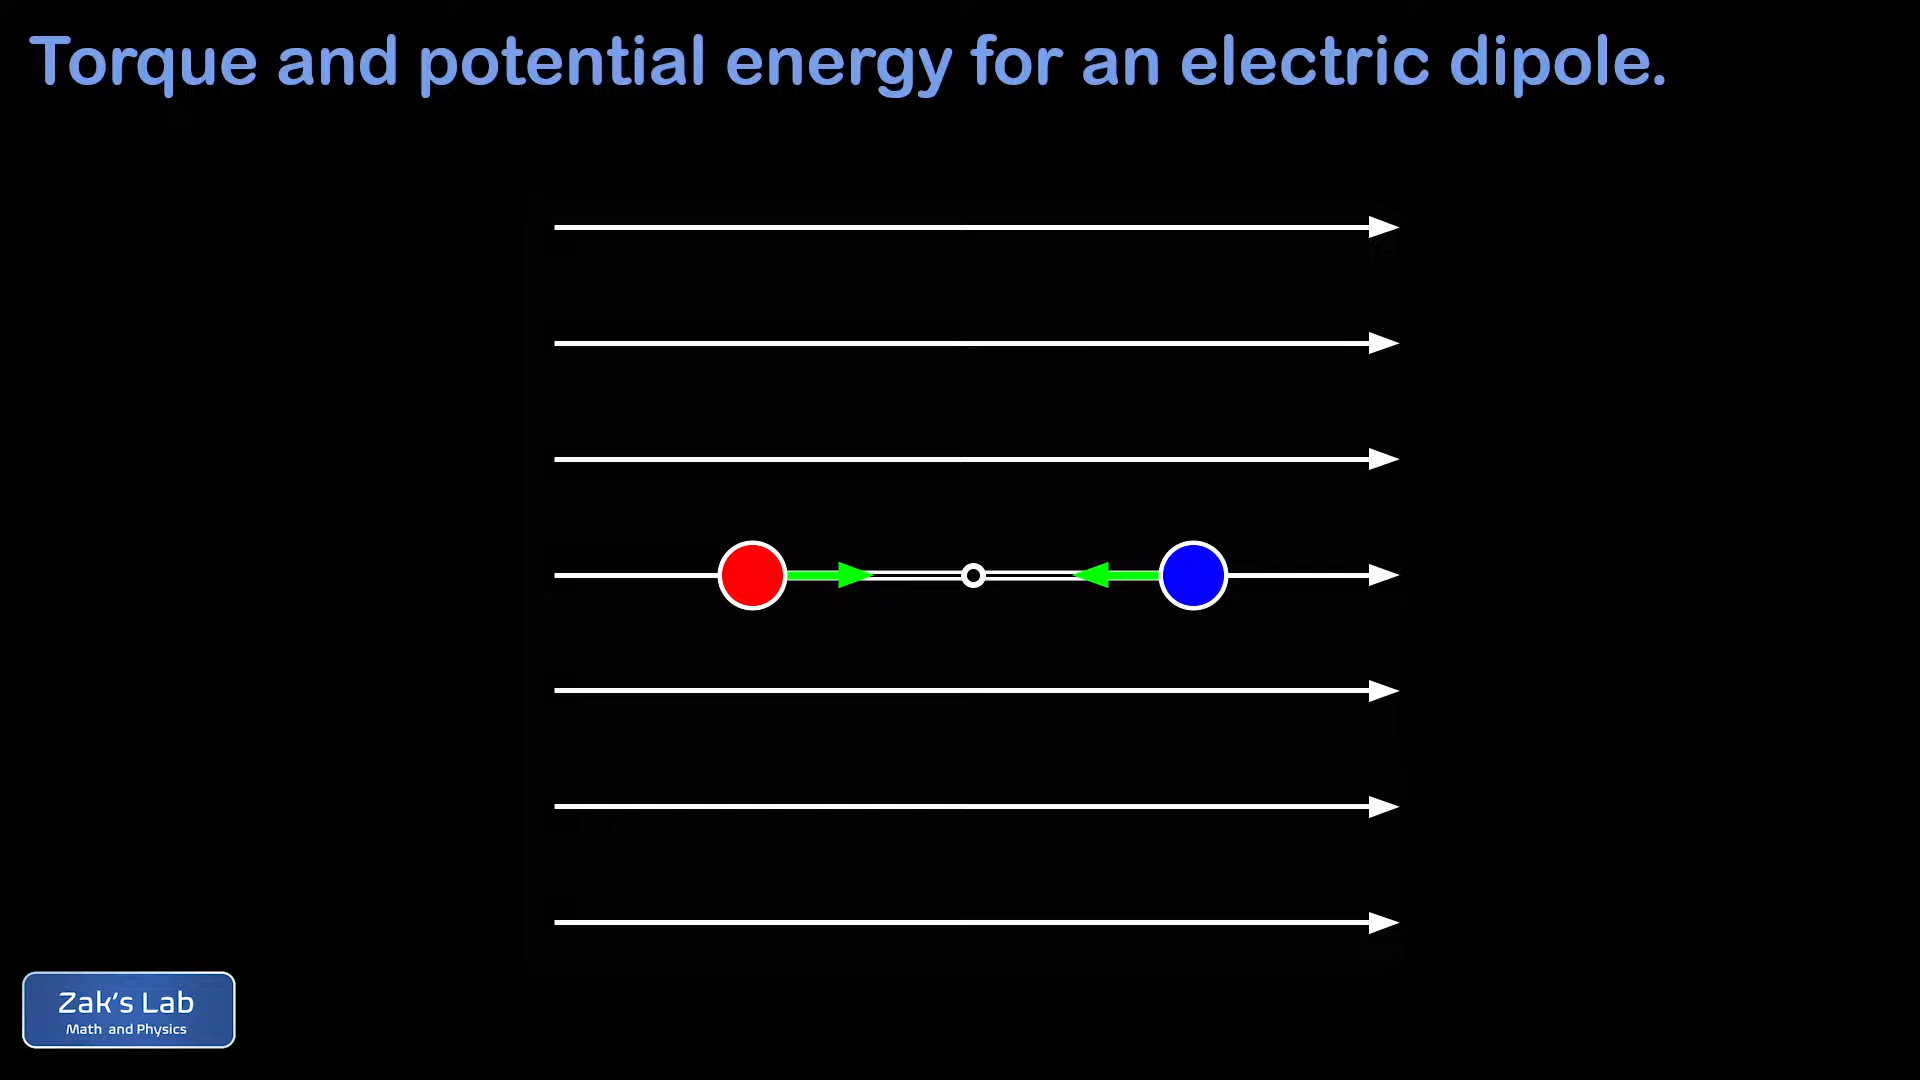 Torque and potential energy for an electric dipole.
Zak's Lab
Math and Physics